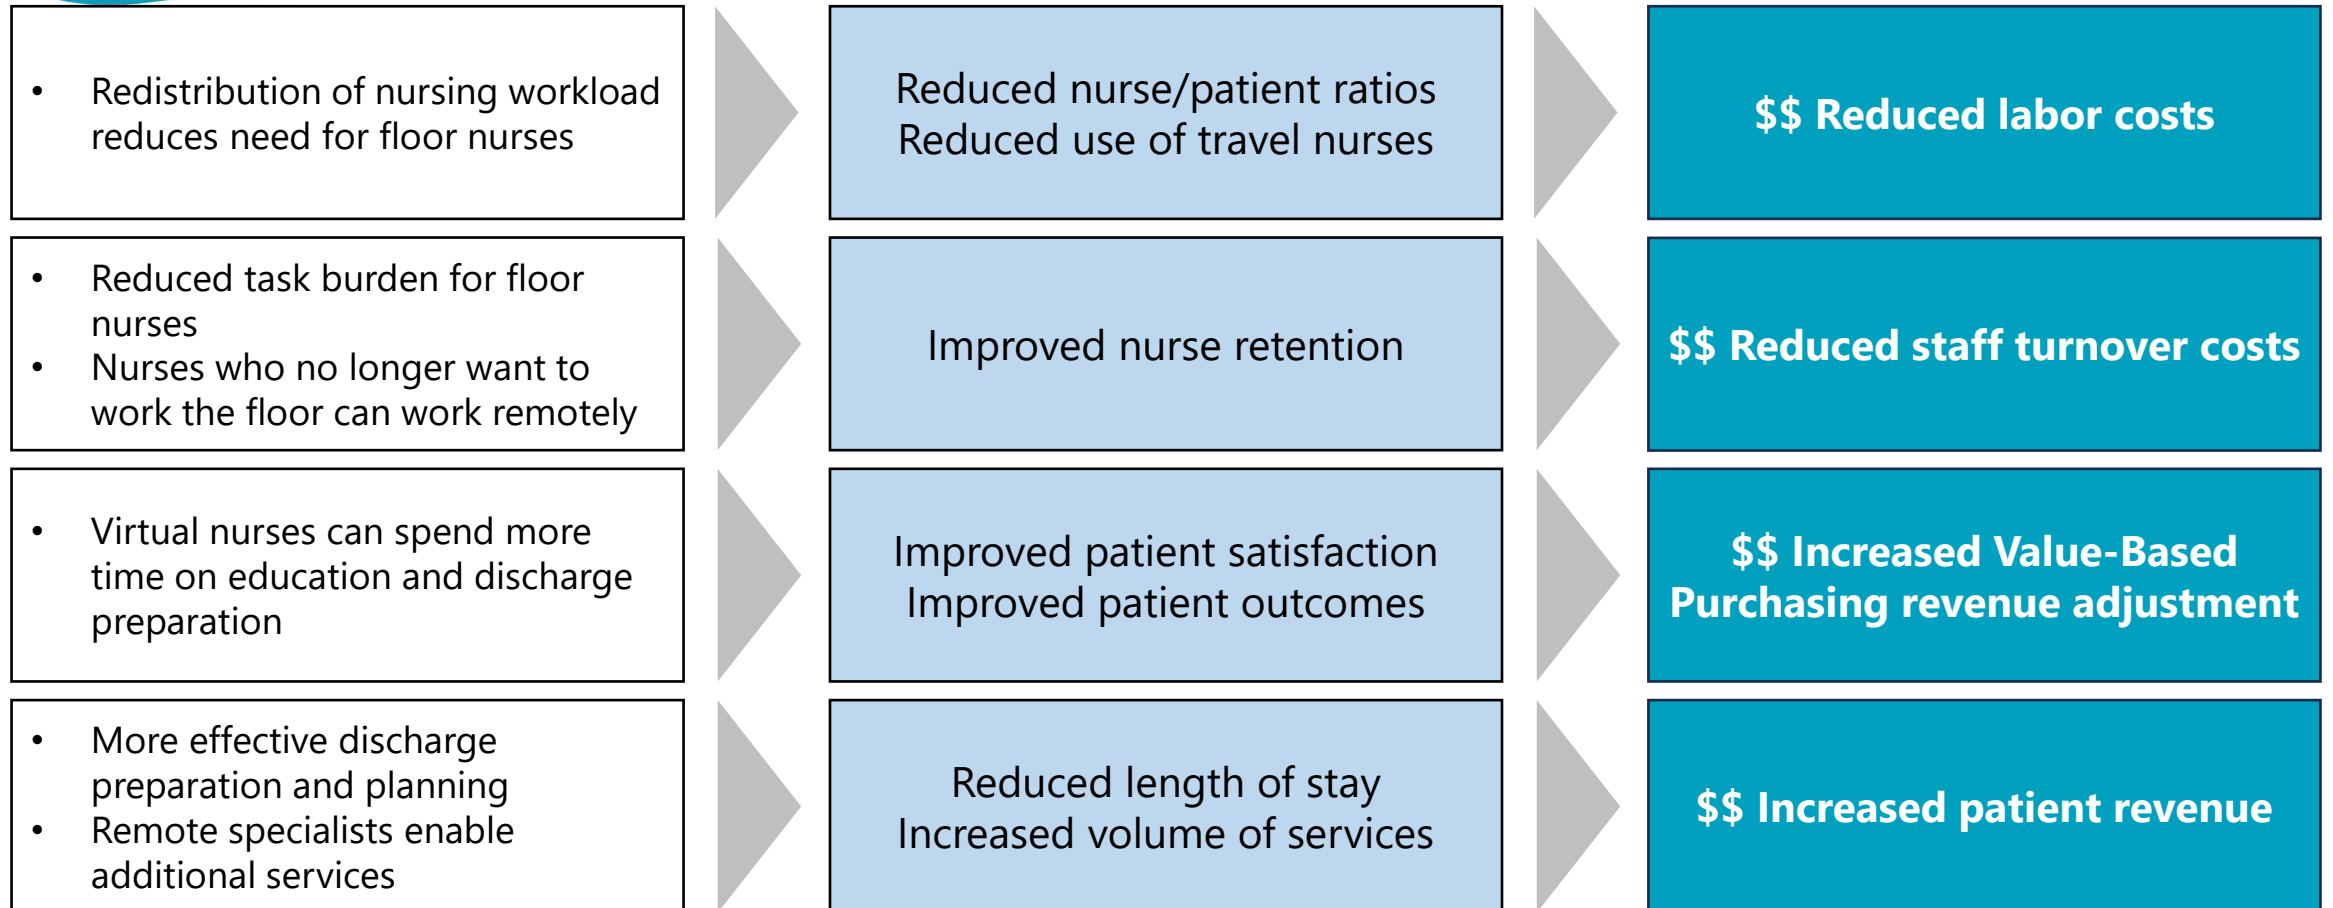 • Redistribution of nursing workload
reduces need for floor nurses
Reduced nurse/patient ratios
Reduced use of travel nurses
$$ Reduced labor costs
• Reduced task burden for floor
nurses
• Nurses who no longer want to
work the floor can work remotely
Improved nurse retention
$$ Reduced staff turnover costs
• Virtual nurses can spend more
time on education and discharge
preparation
Improved patient satisfaction
Improved patient outcomes
$$ Increased Value-Based
Purchasing revenue adjustment
• More effective discharge
preparation and planning
• Remote specialists enable
additional services
Reduced length of stay
Increased volume of services
$$ Increased patient revenue